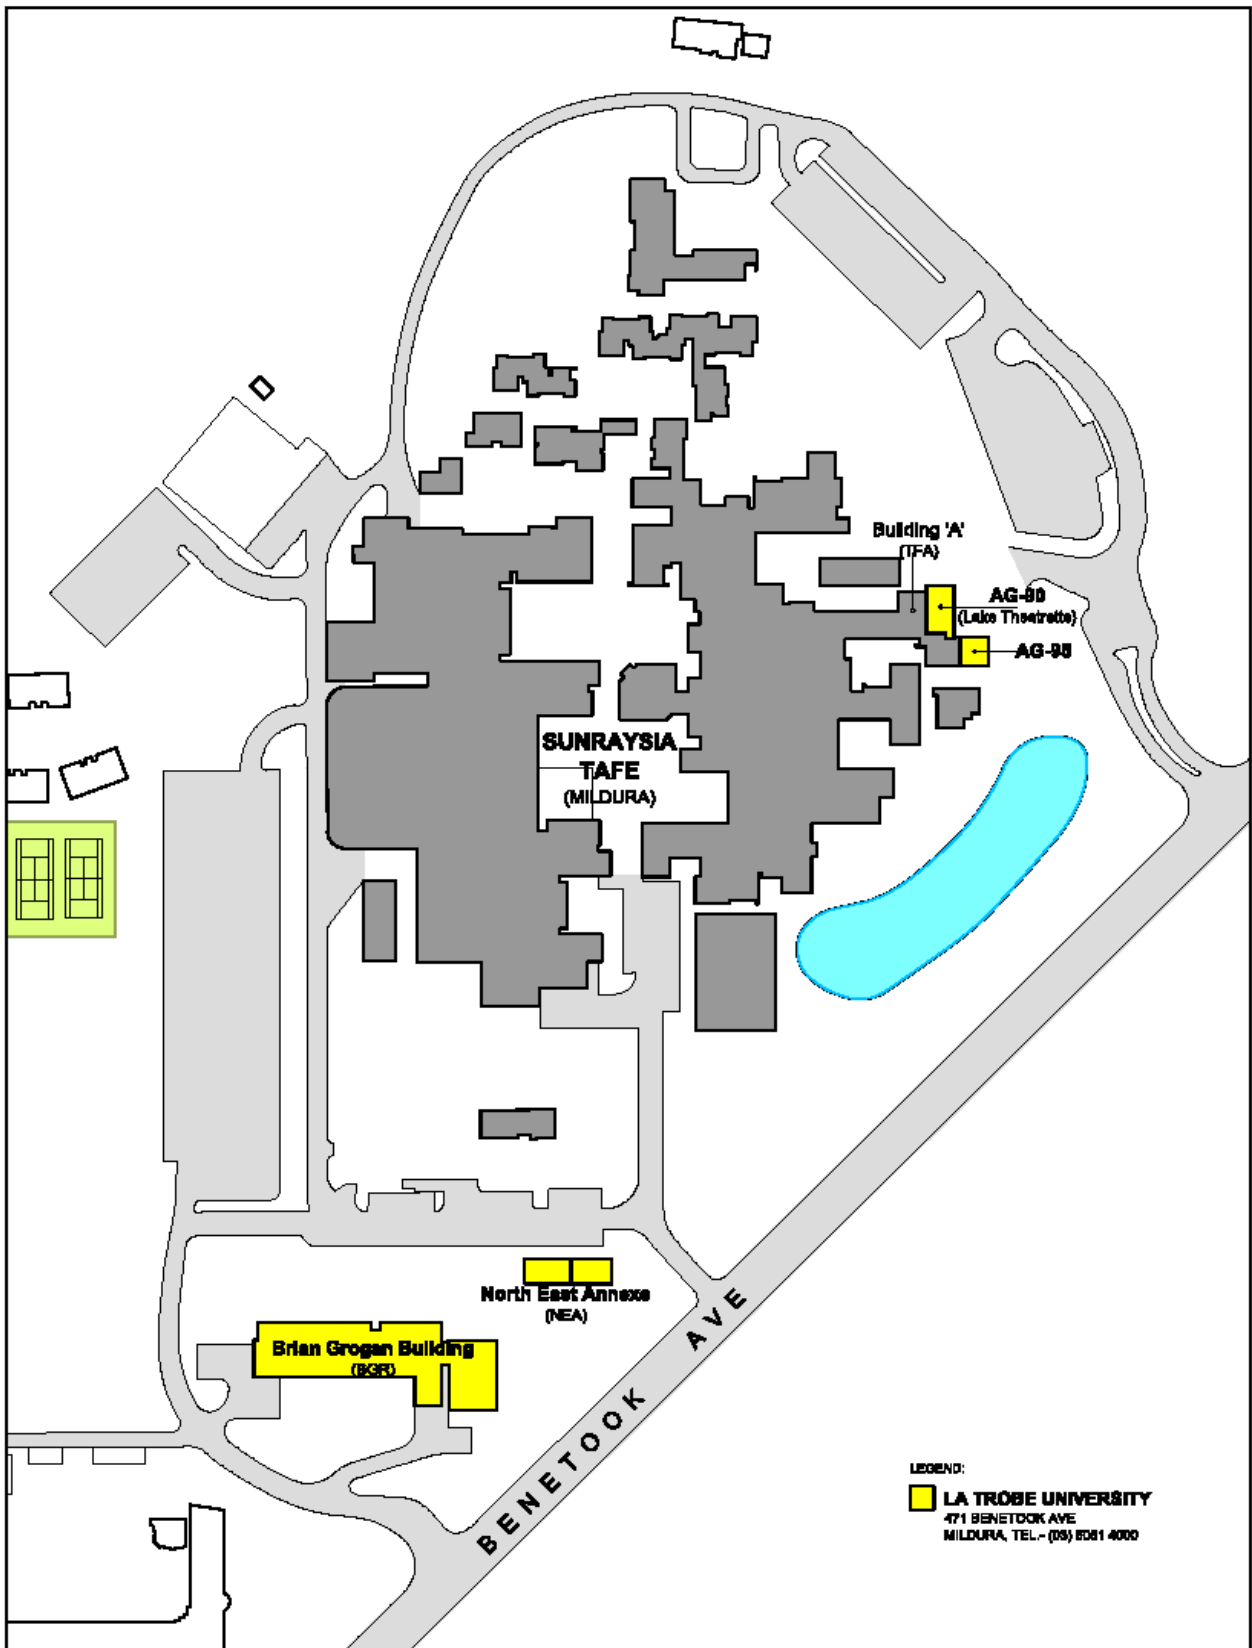 Building 'A'
(TFA)
AG-90
(Lake Theatrette)
AG-95
SUNRAYSIA
TAFE
(MILDURA)
North East Annexe
(NEA)
Brian Grogan Building
(BGR)
BENETOOK AVE
LEGEND:
LA TROBE UNIVERSITY
471 BENETOOK AVE
MILDURA, TEL.- (03) 5051 4000